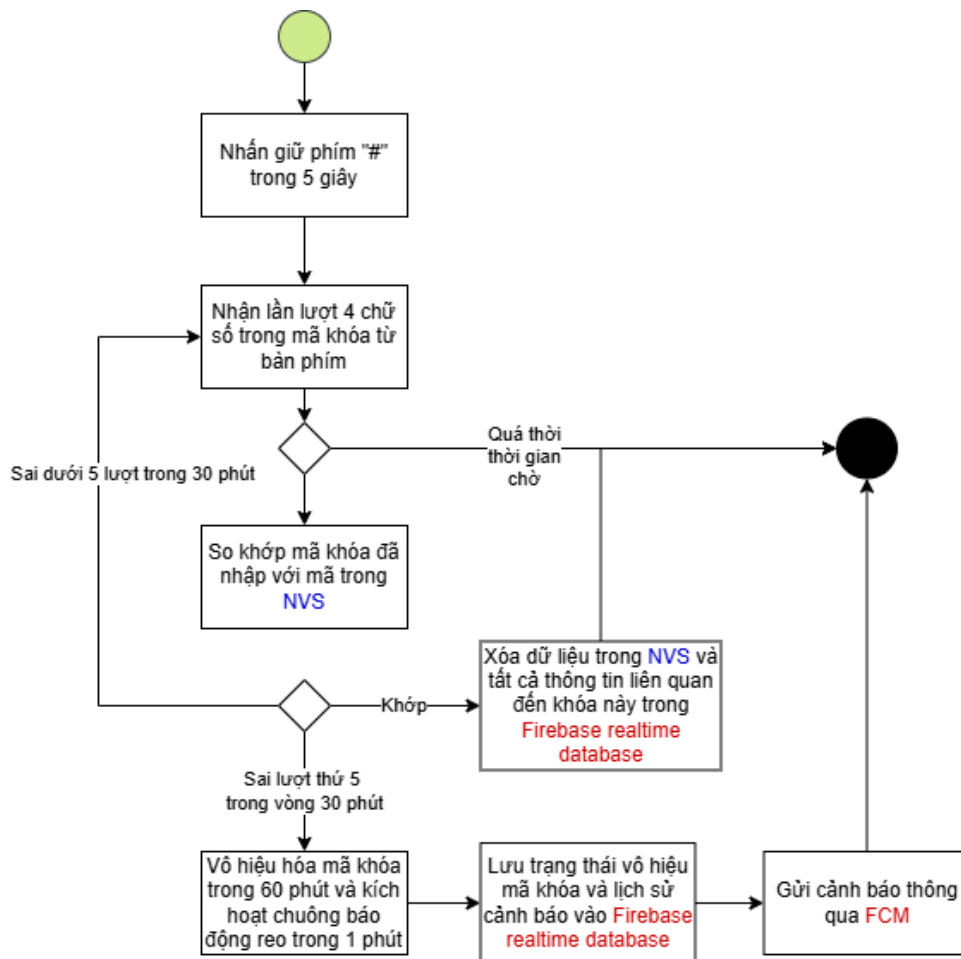 Nhấn giữ phím "#"
trong 5 giây
Nhận lần lượt 4 chữ
số trong mã khóa từ
bàn phím
Quá thời
thời gian
chờ
Sai dưới 5 lượt trong 30 phút
So khớp mã khóa đã
nhập với mã trong
NVS
Khớp
Xóa dữ liệu trong NVS và
tất cả thông tin liên quan
đến khóa này trong
Firebase realtime
database
Sai lượt thứ 5
trong vòng 30 phút
Vô hiệu hóa mã khóa
trong 60 phút và kích
hoạt chuông báo
động reo trong 1 phút
Lưu trạng thái vô hiệu
mã khóa và lịch sử
cảnh báo vào Firebase
realtime database
Gửi cảnh báo thông
qua FCM